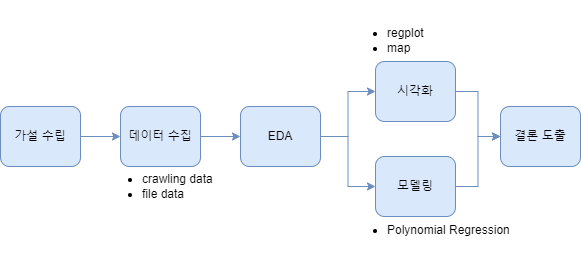 가설 수립
데이터 수집
• crawling data
• file data
EDA
• regplot
• map
시각화
모델링
• Polynomial Regression
결론 도출